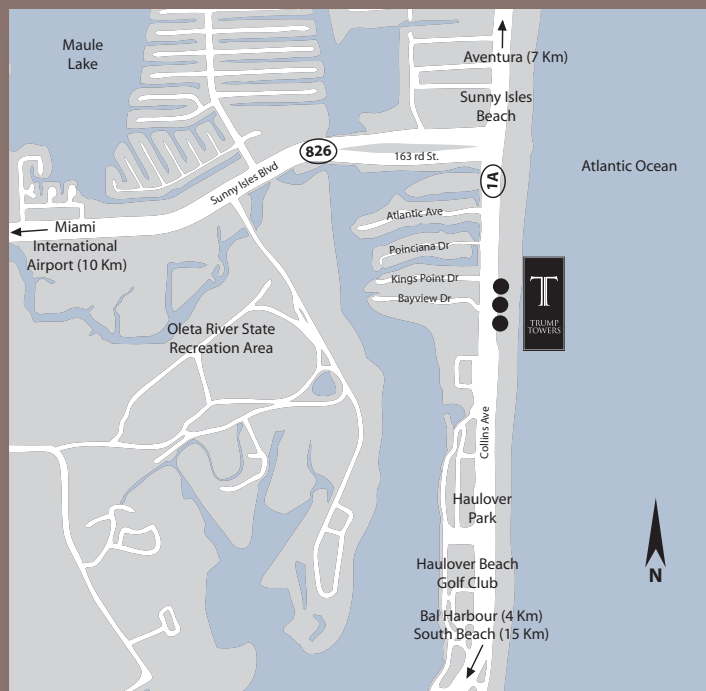 Maule
Lake
Aventura (7 Km)
Sunny Isles
Beach
826
163 rd St.
Atlantic Ocean
Sunny Isles Blvd
1A
Atlantic Ave
Miami
International
Airport (10 Km)
Poinciana Dr
Kings Point Dr
Bayview Dr
T
TRUMP
TOWERS
Oleta River State
Recreation Area
Collins Ave
Haulover
Park
Haulover Beach
Golf Club
N
Bal Harbour (4 Km)
South Beach (15 Km)